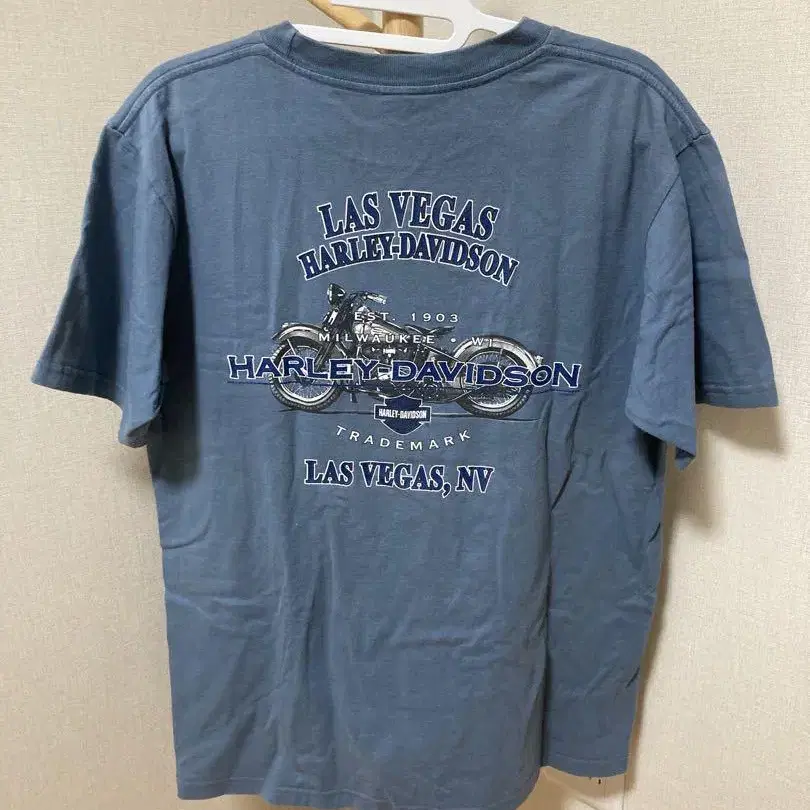 LAS VEGAS
HARLEY-DAVIDSON
EST. 1903
MILWAUKEE • WI
HARLEY-DAVIDSON
HARLEY-DAVIDSON
TRADEMARK
LAS VEGAS, NV